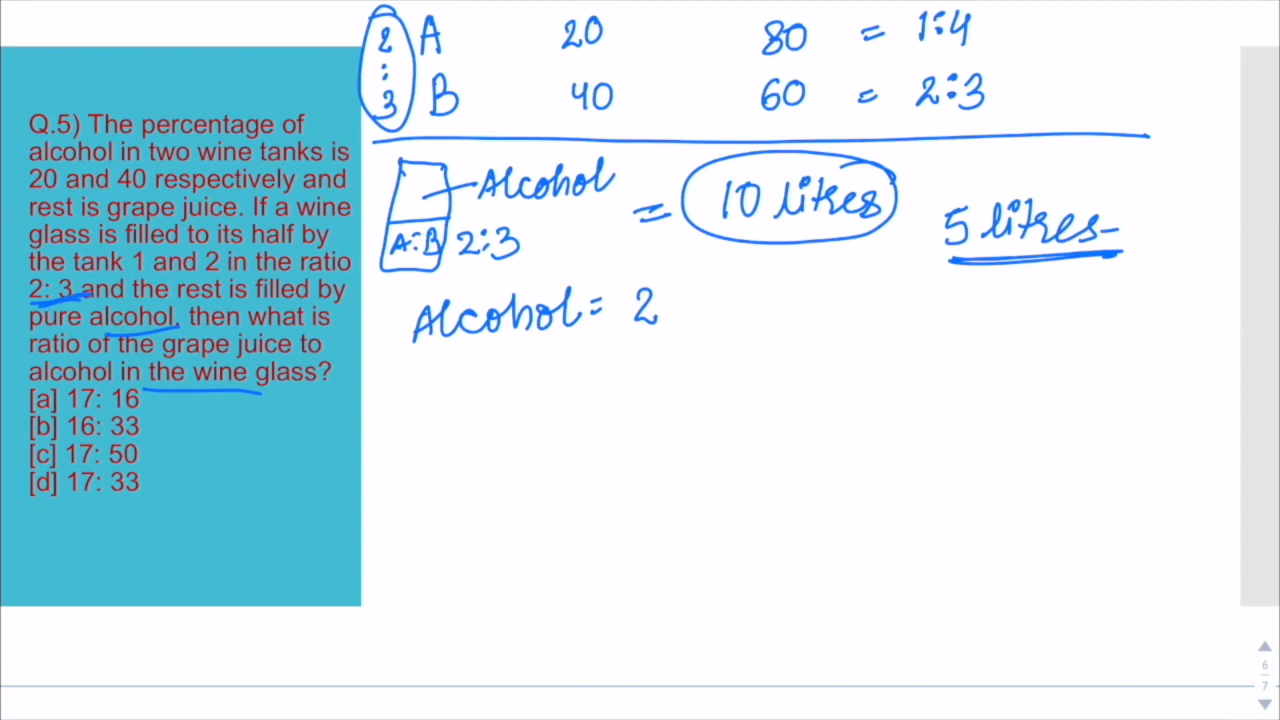 2 A 20 80 = 1:4
:
3 B 40 60 = 2:3
Q.5) The percentage of
alcohol in two wine tanks is
20 and 40 respectively and
rest is grape juice. If a wine
glass is filled to its half by
the tank 1 and 2 in the ratio
2: 3 and the rest is filled by
pure alcohol, then what is
ratio of the grape juice to
alcohol in the wine glass?
[a] 17: 16
[b] 16: 33
[c] 17: 50
[d] 17: 33
Alcohol = 10 litres 5 litres
A:B 2:3
Alcohol = 2
6
7